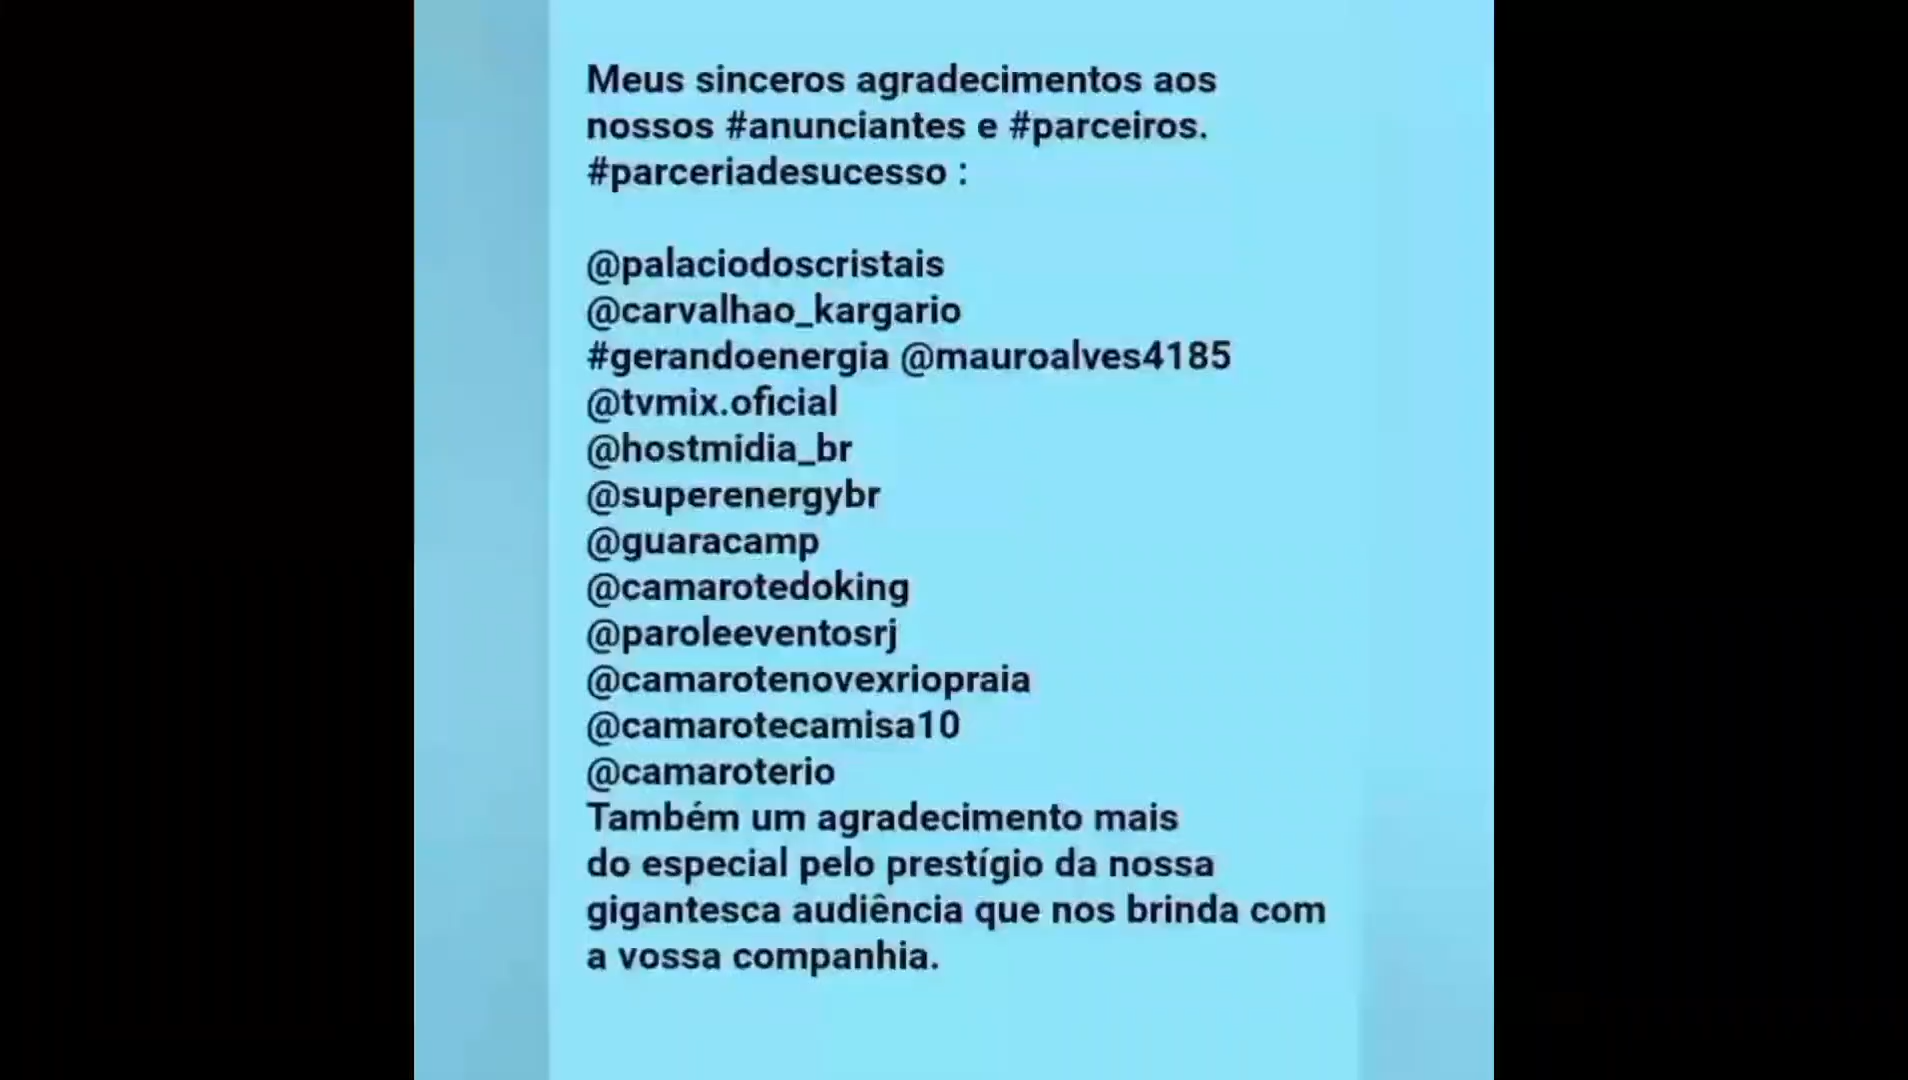 Meus sinceros agradecimentos aos
nossos #anunciantes e #parceiros.
#parceriadesucesso :
@palaciodoscristais
@carvalhao_kargario
#gerandoenergia @mauroalves4185
@tvmix.oficial
@hostmidia_br
@superenergybr
@guaracamp
@camarotedoking
@paroleeventosrj
@camarotenovexriopraia
@camarotecamisa10
@camaroterio
Também um agradecimento mais
do especial pelo prestígio da nossa
gigantesca audiência que nos brinda com
a vossa companhia.